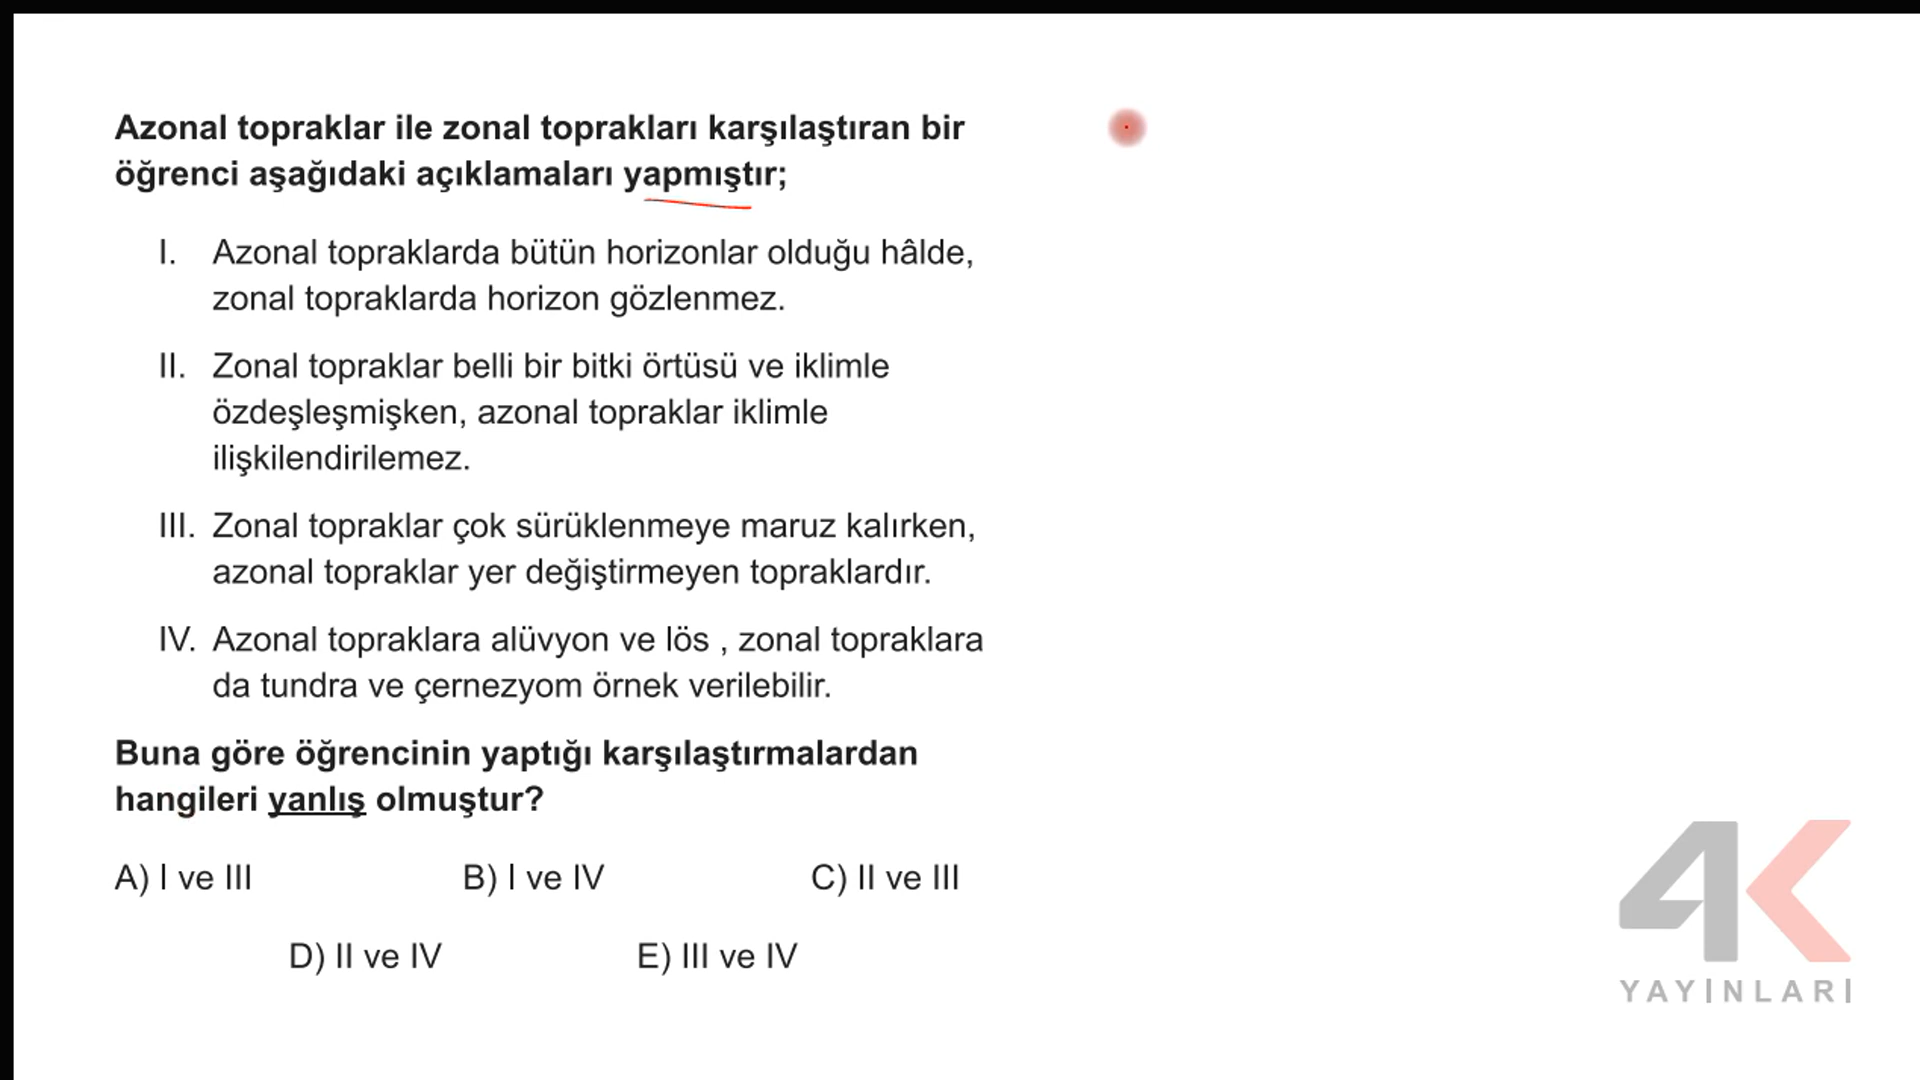 Azonal topraklar ile zonal toprakları karşılaştıran bir
öğrenci aşağıdaki açıklamaları yapmıştır;
I. Azonal topraklarda bütün horizonlar olduğu hâlde,
zonal topraklarda horizon gözlenmez.
II. Zonal topraklar belli bir bitki örtüsü ve iklimle
özdeşleşmişken, azonal topraklar iklimle
ilişkilendirilemez.
III. Zonal topraklar çok sürüklenmeye maruz kalırken,
azonal topraklar yer değiştirmeyen topraklardır.
IV. Azonal topraklara alüvyon ve lös , zonal topraklara
da tundra ve çernezyom örnek verilebilir.
Buna göre öğrencinin yaptığı karşılaştırmalardan
hangileri yanlış olmuştur?
A) I ve III B) I ve IV C) II ve III
D) II ve IV E) III ve IV
4K
YAYINLARI